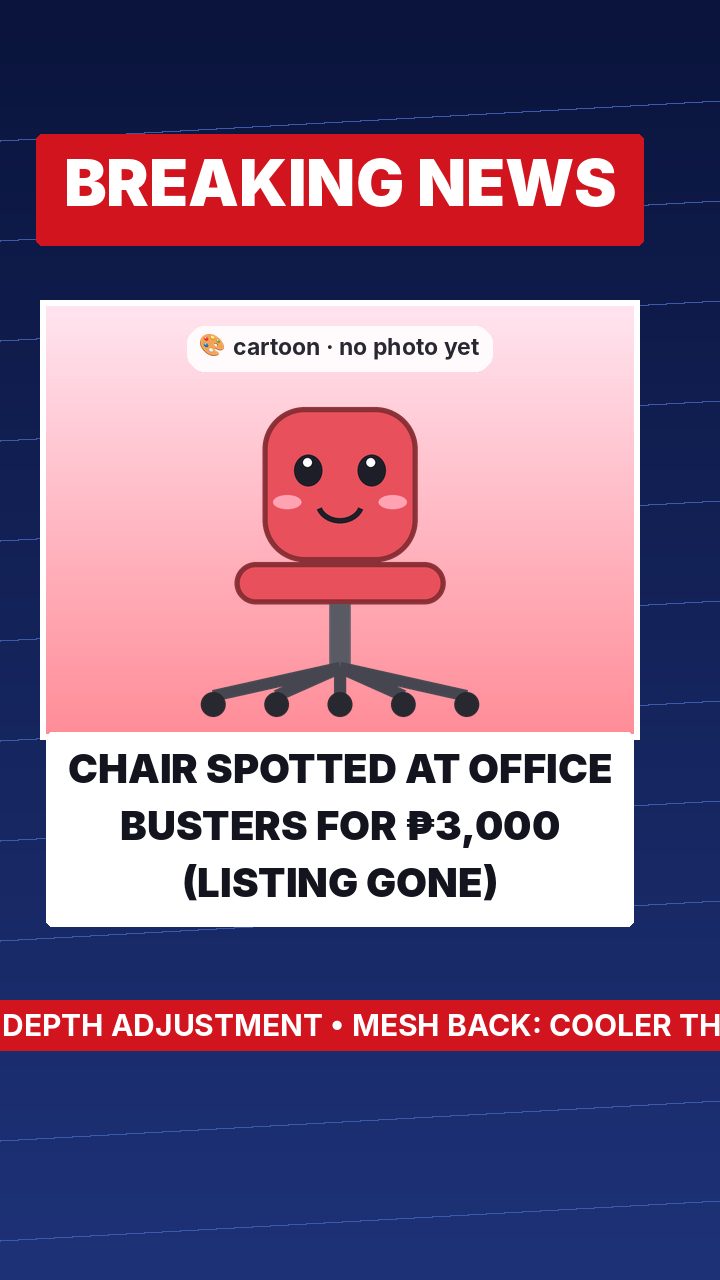 BREAKING NEWS
🎨 cartoon · no photo yet
CHAIR SPOTTED AT OFFICE
BUSTERS FOR ₱3,000
(LISTING GONE)
DEPTH ADJUSTMENT • MESH BACK: COOLER TH